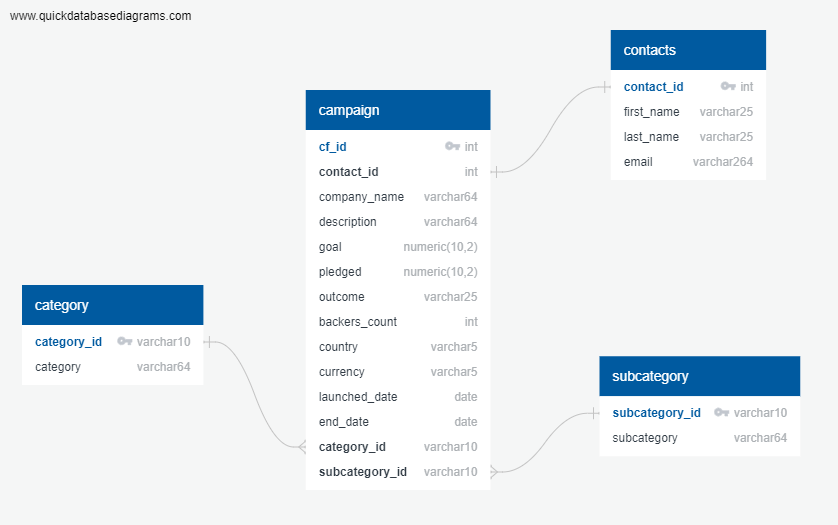 www.quickdatabasediagrams.com
contacts
contact_id int
first_name varchar25
last_name varchar25
email varchar264
campaign
cf_id int
contact_id int
company_name varchar64
description varchar64
goal numeric(10,2)
pledged numeric(10,2)
outcome varchar25
backers_count int
country varchar5
currency varchar5
launched_date date
end_date date
category_id varchar10
subcategory_id varchar10
category
category_id varchar10
category varchar64
subcategory
subcategory_id varchar10
subcategory varchar64